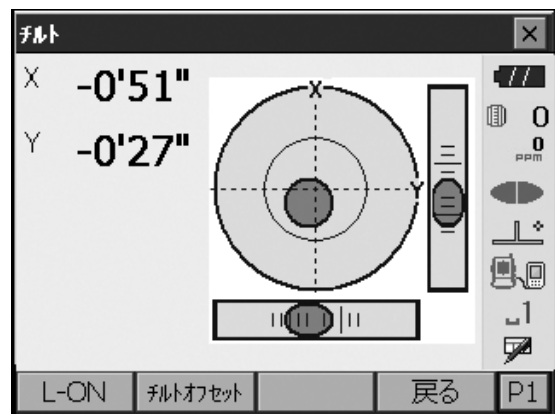 ﾁﾙﾄ
X -0'51"
Y -0'27"
X
Y
0
0
PPM
1
L-ON ﾁﾙﾄｵﾌｾｯﾄ 戻る P1